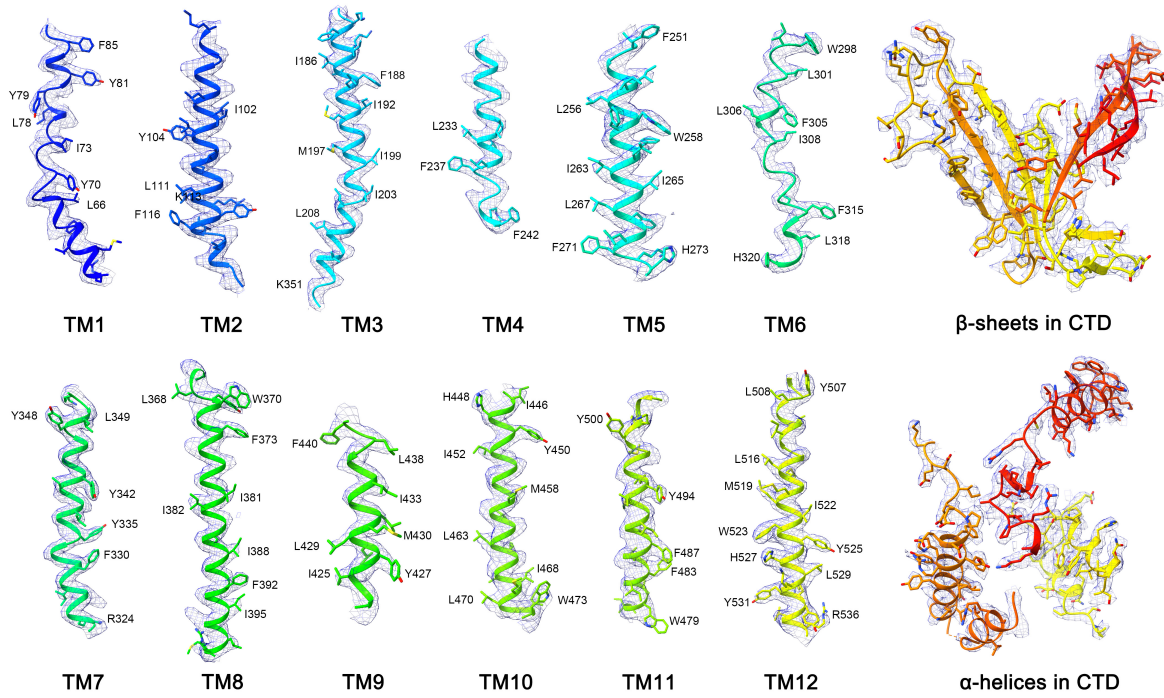 F85
Y81
Y79
L78
I73
Y70
L66
TM1
I102
Y104
L111
K113
F116
TM2
I186
F188
I192
M197
I199
I203
L208
K351
TM3
L233
F237
F242
TM4
F251
L256
W258
I263
I265
L267
F271
H273
TM5
W298
L301
L306
F305
I308
F315
L318
H320
TM6
β-sheets in CTD
Y348
L349
Y342
Y335
F330
R324
TM7
L368
W370
F373
I381
I382
I388
F392
I395
TM8
F440
L438
I433
M430
L429
Y427
I425
TM9
H448
I446
Y450
I452
M458
L463
I468
L470
W473
TM10
Y500
Y494
F487
F483
W479
TM11
L508
Y507
L516
M519
I522
W523
Y525
H527
L529
Y531
R536
TM12
α-helices in CTD